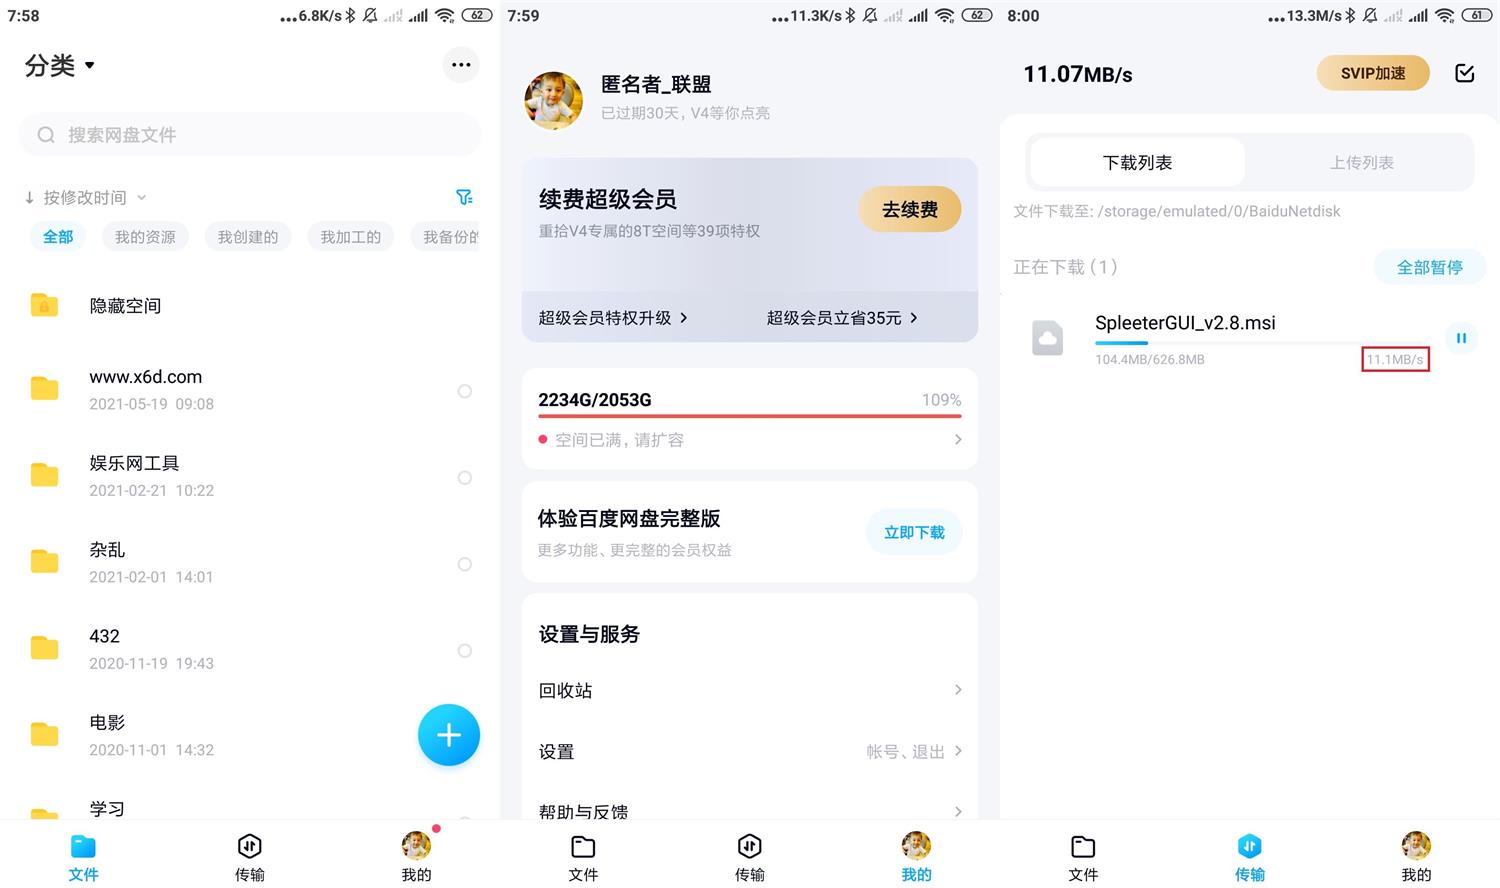 7:58
6.8K/s
62
分类
搜索网盘文件
按修改时间
全部
我的资源
我创建的
我加工的
我备份的
隐藏空间
www.x6d.com
2021-05-19 09:08
娱乐网工具
2021-02-21 10:22
杂乱
2021-02-01 14:01
432
2020-11-19 19:43
电影
2020-11-01 14:32
学习
文件
传输
我的
7:59
11.3K/s
62
匿名者_联盟
已过期30天，V4等你点亮
续费超级会员
重拾V4专属的8T空间等39项特权
去续费
超级会员特权升级
超级会员立省35元
2234G/2053G
109%
空间已满，请扩容
体验百度网盘完整版
更多功能、更完整的会员权益
立即下载
设置与服务
回收站
设置
帐号、退出
帮助与反馈
文件
传输
我的
8:00
13.3M/s
61
11.07MB/s
SVIP加速
下载列表
上传列表
文件下载至: /storage/emulated/0/BaiduNetdisk
正在下载（1）
全部暂停
SpleeterGUI_v2.8.msi
104.4MB/626.8MB
11.1MB/s
文件
传输
我的